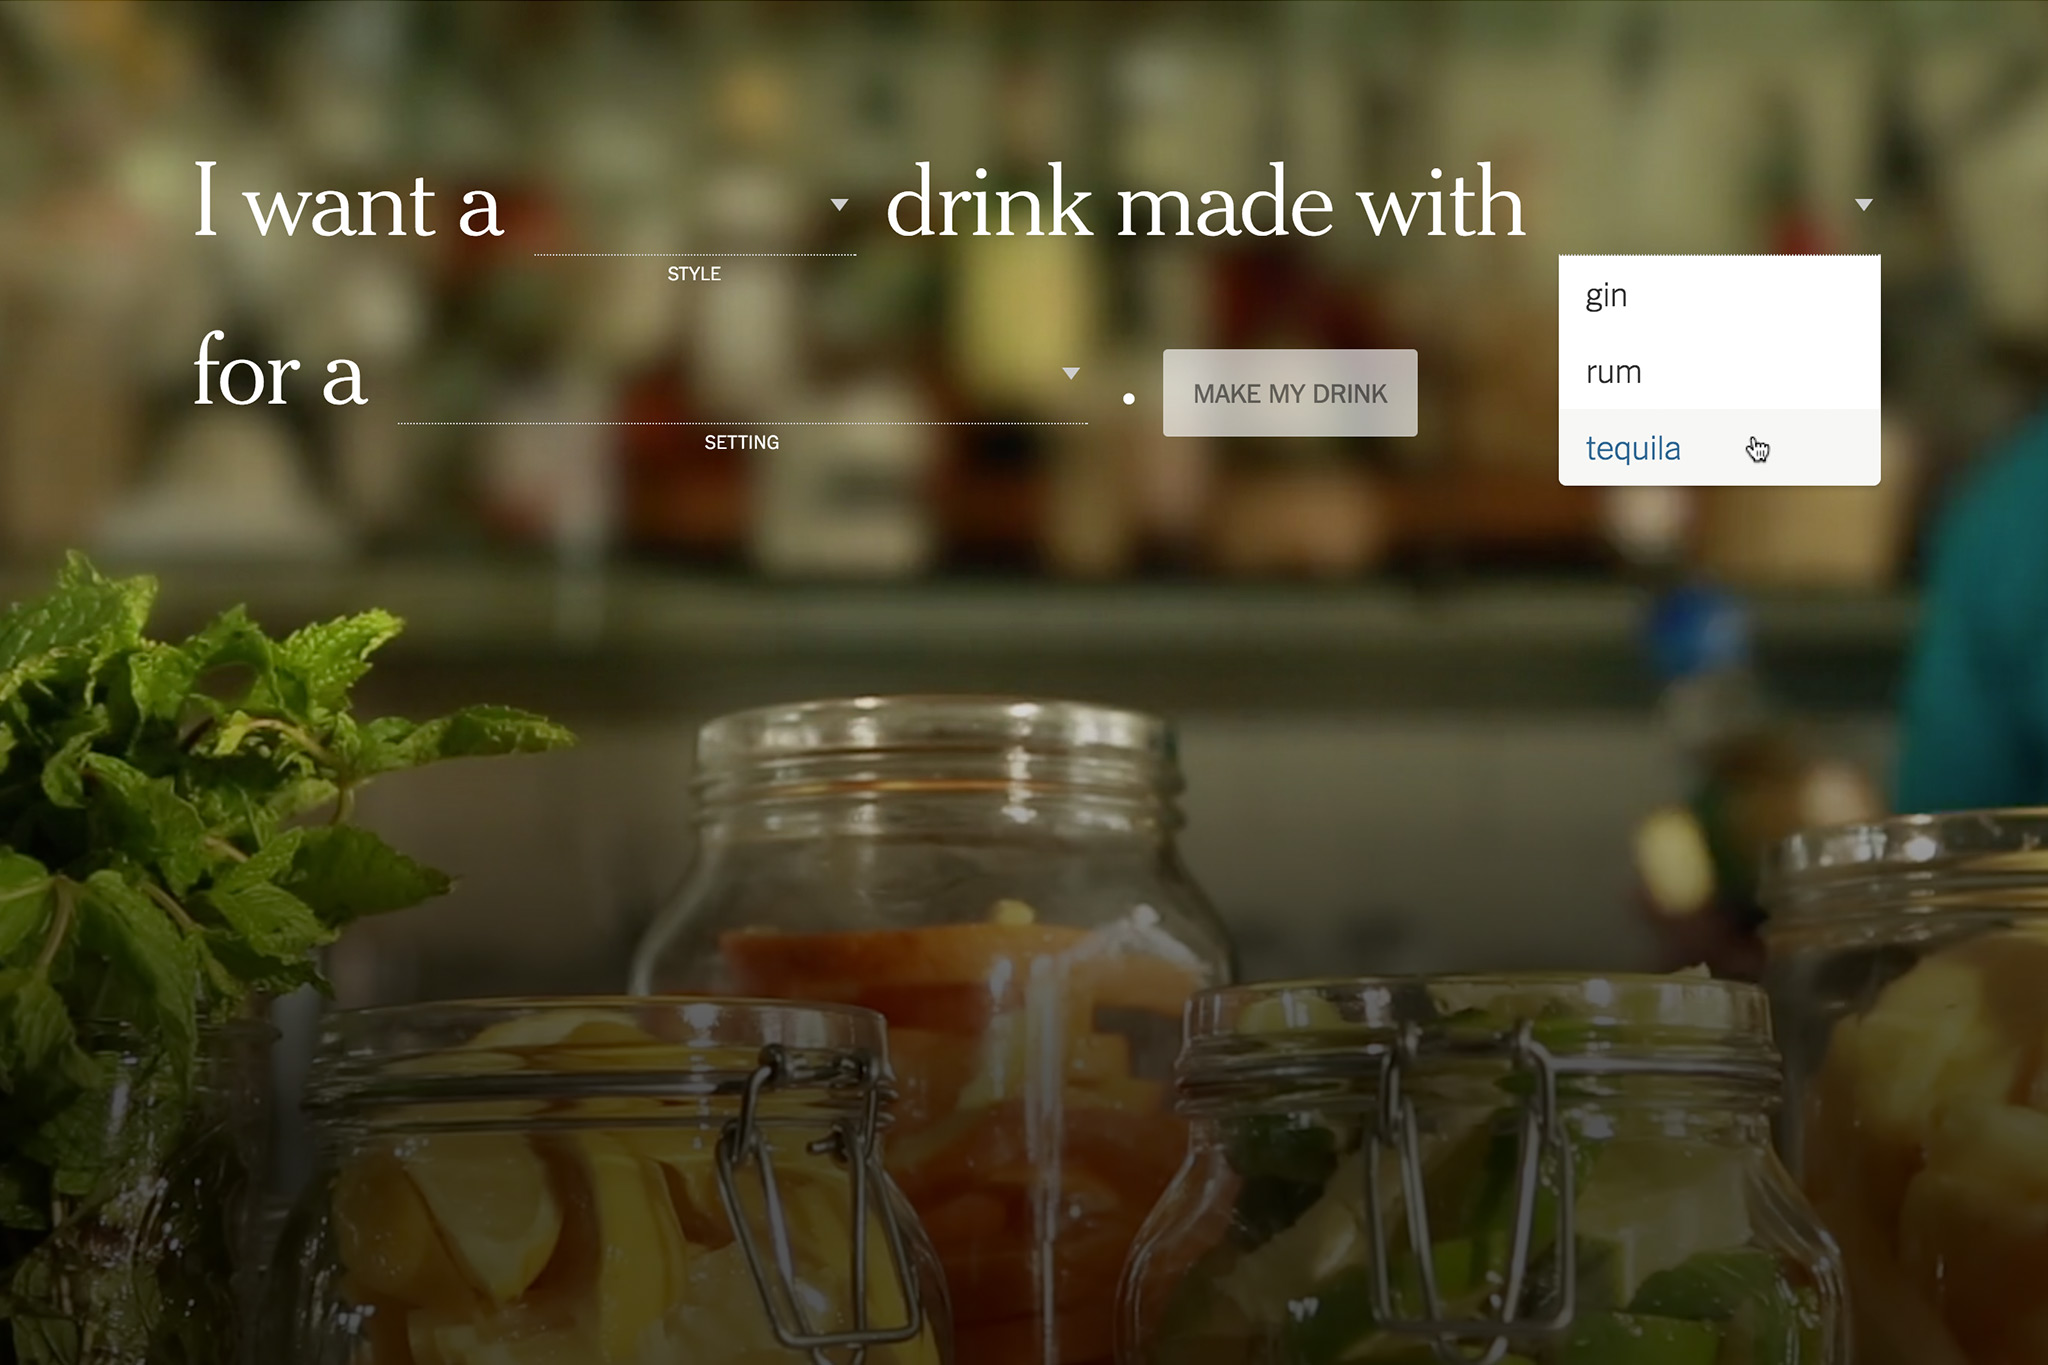 I want a drink made with
STYLE
gin
rum
tequila
for a .
SETTING
MAKE MY DRINK